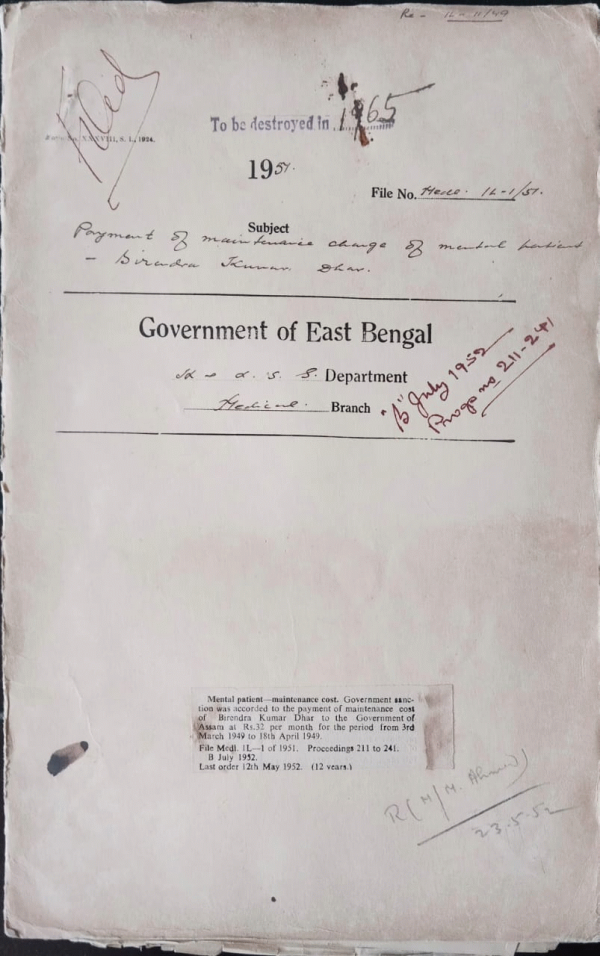 1L-11/49
To be destroyed in 1965
XXXVIII, S. I., 1934.
1951.
File No. Medl. 1L-1/51.
Subject
Payment of maintenance charge of mental patient
– Birendra Kumar Dhar.
Government of East Bengal
S. Department
Medical. Branch
"B" July 1952
Progs no 211-241
Mental patient—maintenance cost. Government sanc-
tion was accorded to the payment of maintenance cost
of Birendra Kumar Dhar to the Government of
Assam at Rs.32 per month for the period from 3rd
March 1949 to 18th April 1949.
File Medl. 1L—1 of 1951. Proceedings 211 to 241.
B July 1952.
Last order 12th May 1952. (12 years.)
R (M/M. Ahmed)
23.5.52